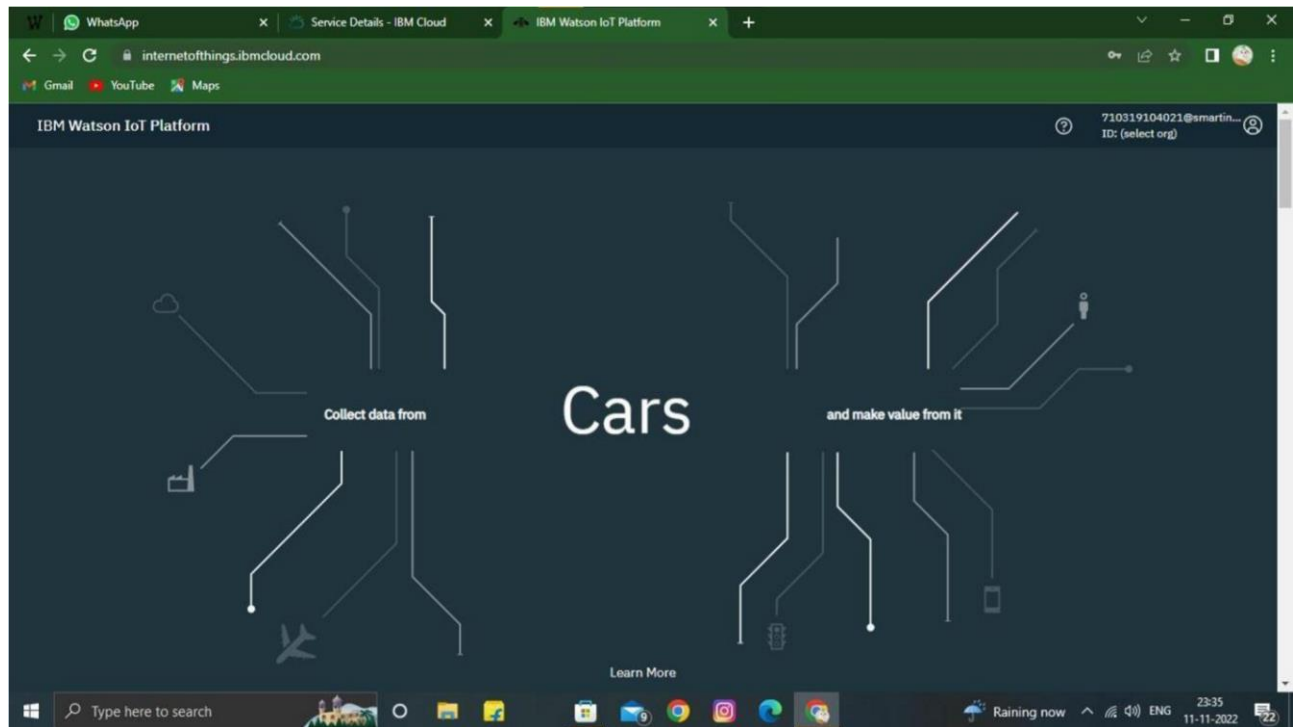 WhatsApp
Service Details - IBM Cloud
IBM Watson IoT Platform
internetofthings.ibmcloud.com
Gmail
YouTube
Maps
IBM Watson IoT Platform
710319104021@smartin...
ID: (select org)
Collect data from
Cars
and make value from it
Learn More
Type here to search
9
Raining now
ENG
23:35
11-11-2022
22